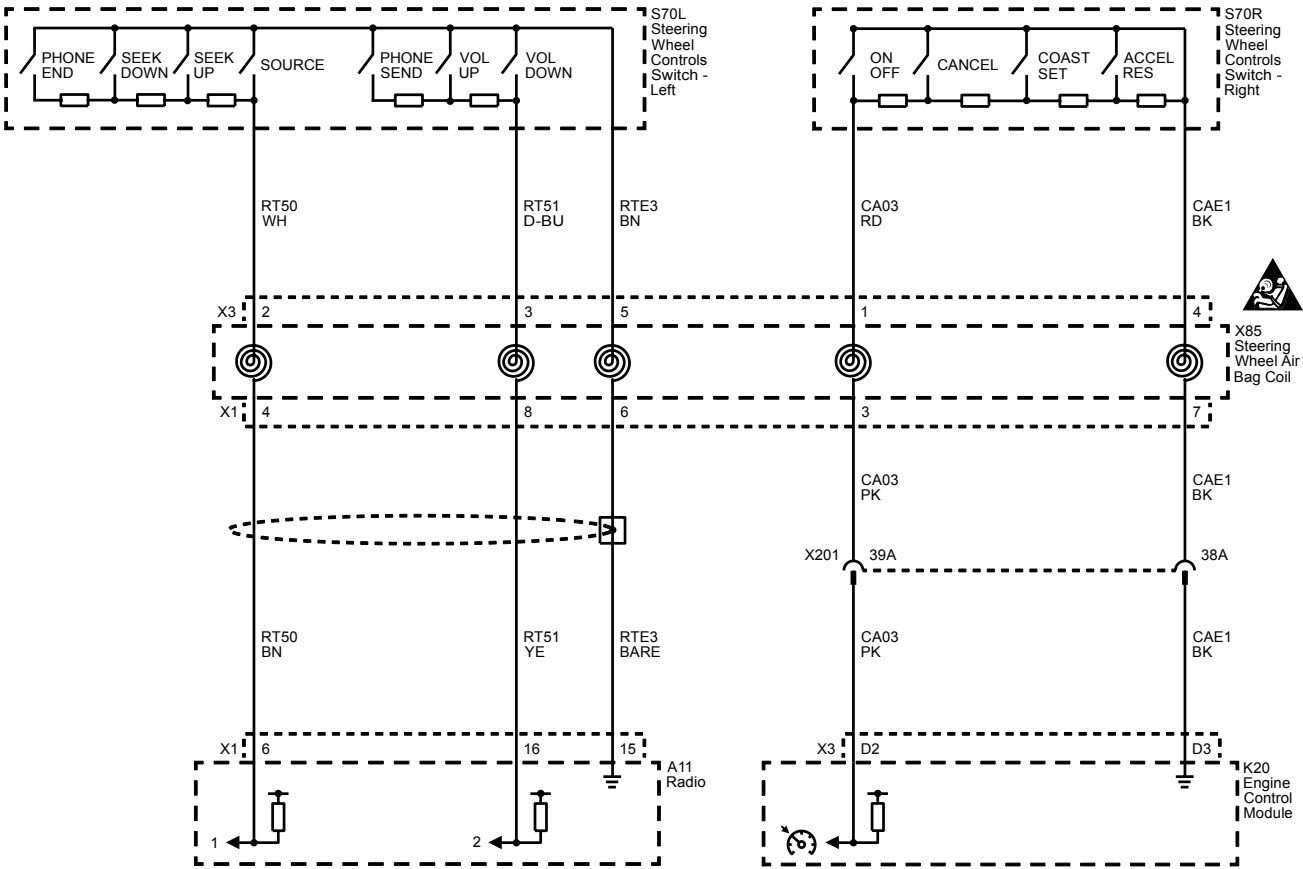 S70L
Steering
Wheel
Controls
Switch -
Left
PHONE
END
SEEK
DOWN
SEEK
UP
SOURCE
PHONE
SEND
VOL
UP
VOL
DOWN
S70R
Steering
Wheel
Controls
Switch -
Right
ON
OFF
CANCEL
COAST
SET
ACCEL
RES
RT50
WH
RT51
D-BU
RTE3
BN
CA03
RD
CAE1
BK
X3 2 3 5 1 4
X85
Steering
Wheel Air
Bag Coil
X1 4 8 6 3 7
CA03
PK
CAE1
BK
X201 39A 38A
RT50
BN
RT51
YE
RTE3
BARE
CA03
PK
CAE1
BK
X1 6 16 15
A11
Radio
X3 D2 D3
K20
Engine
Control
Module
1
2